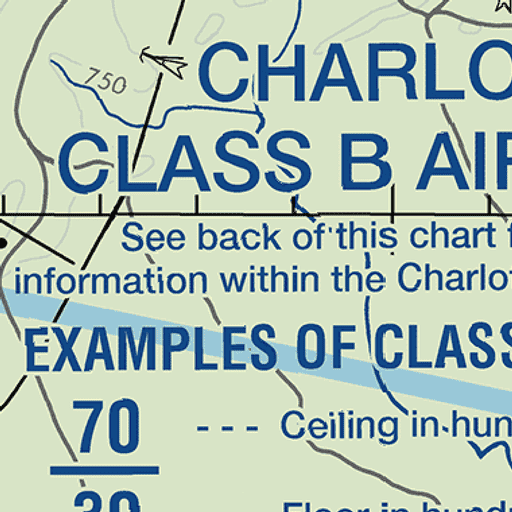 750
CHARLO
CLASS B AIR
See back of this chart f
information within the Charlot
EXAMPLES OF CLASS
70 --- Ceiling in hun
30 Floor in hundr